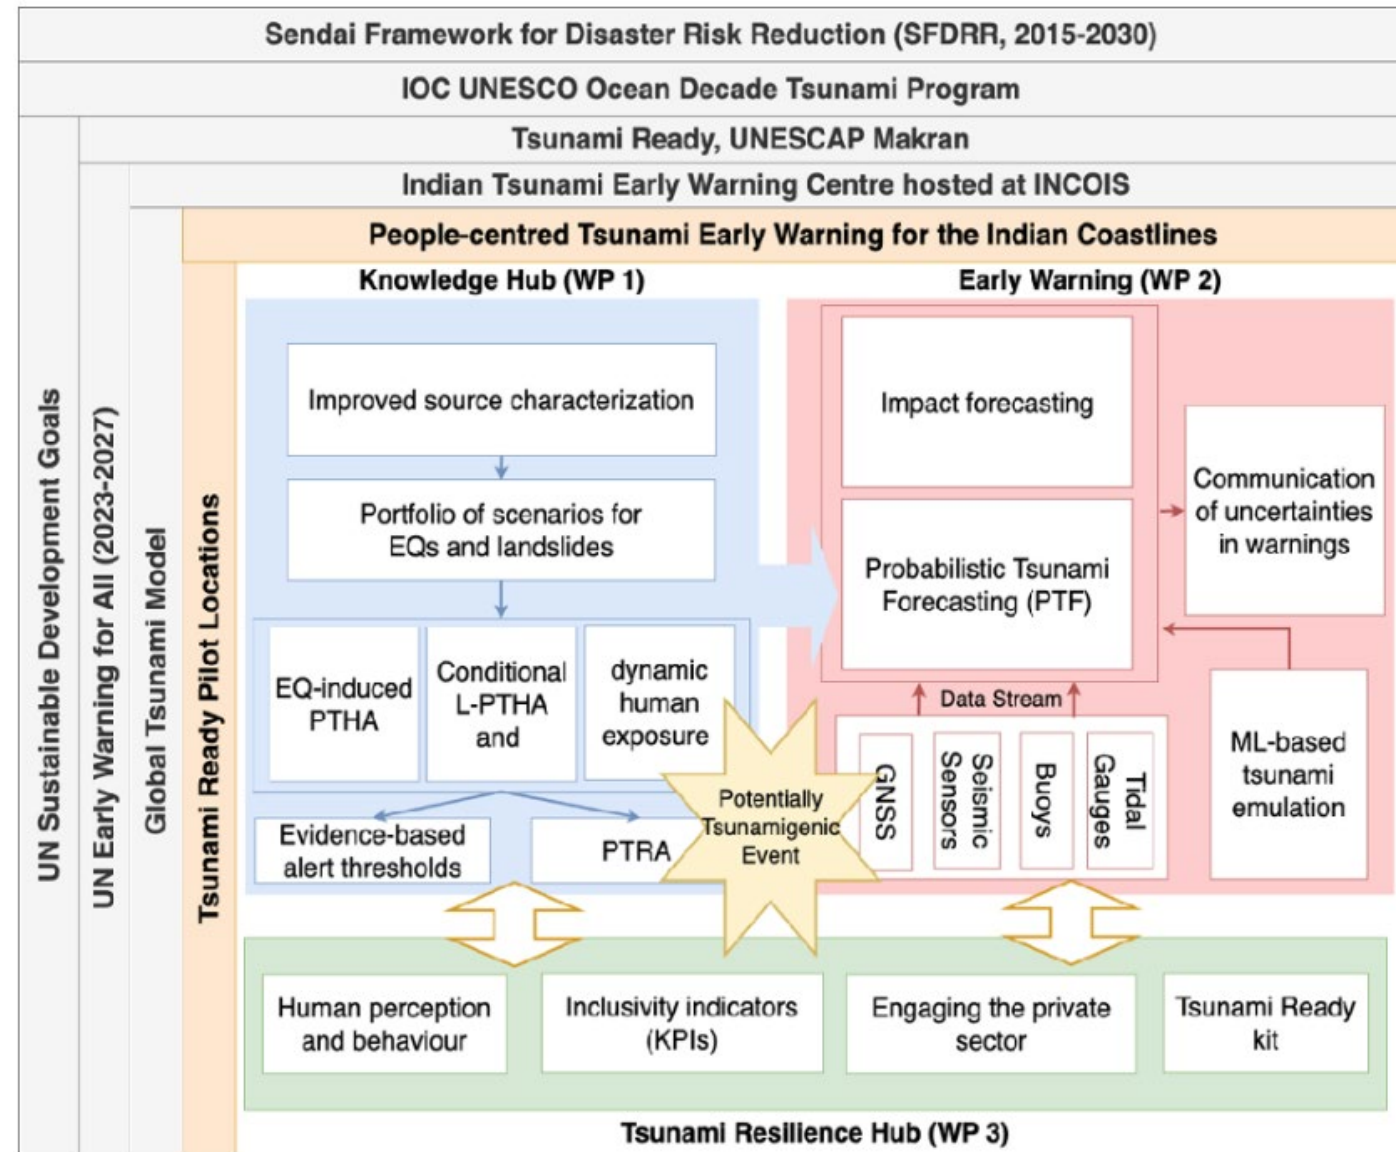 Sendai Framework for Disaster Risk Reduction (SFDRR, 2015-2030)
IOC UNESCO Ocean Decade Tsunami Program
Tsunami Ready, UNESCAP Makran
Indian Tsunami Early Warning Centre hosted at INCOIS
People-centred Tsunami Early Warning for the Indian Coastlines
UN Sustainable Development Goals
UN Early Warning for All (2023-2027)
Global Tsunami Model
Tsunami Ready Pilot Locations
Knowledge Hub (WP 1)
Improved source characterization
Portfolio of scenarios for
EQs and landslides
EQ-induced
PTHA
Conditional
L-PTHA
and
dynamic
human
exposure
Evidence-based
alert thresholds
PTRA
Potentially
Tsunamigenic
Event
Early Warning (WP 2)
Impact forecasting
Probabilistic Tsunami
Forecasting (PTF)
Communication
of uncertainties
in warnings
Data Stream
GNSS
Seismic
Sensors
Buoys
Tidal
Gauges
ML-based
tsunami
emulation
Human perception
and behaviour
Inclusivity indicators
(KPIs)
Engaging the private
sector
Tsunami Ready
kit
Tsunami Resilience Hub (WP 3)